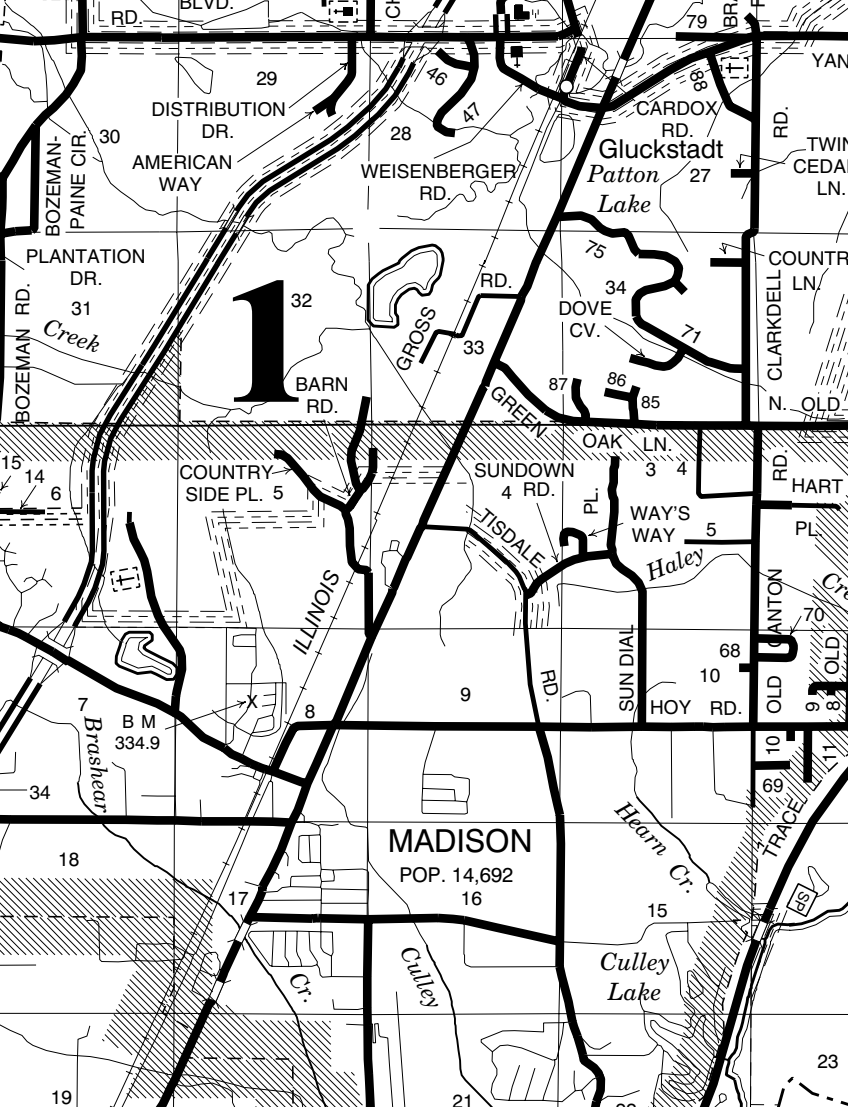 BLVD.
RD.
79
29
46
88
DISTRIBUTION
DR.
47
CARDOX
RD.
RD.
YAN
30
28
BOZEMAN-
PAINE CIR.
AMERICAN
WAY
WEISENBERGER
RD.
Gluckstadt
Patton
Lake
27
TWIN
CEDA
LN.
PLANTATION
DR.
75
COUNTR
LN.
31
32
1
RD.
34
DOVE
CV.
CLARKDELL
BOZEMAN RD.
Creek
GROSS
33
71
BARN
RD.
87
86
85
N. OLD
GREEN
OAK LN.
15
14
6
COUNTRY
SIDE PL.
5
SUNDOWN
RD.
4
3
4
RD.
HART
PL.
PL.
WAY'S
WAY
5
TISDALE
Haley
Cre
ILLINOIS
CANTON
70
68
10
OLD
SUN DIAL
RD.
9
7
8
B M
334.9
X
HOY RD.
OLD
9
8
Brashear
10
11
34
69
Hearn Cr.
TRACE
MADISON
POP. 14,692
18
17
16
15
SP
Cr.
Culley
Culley
Lake
19
21
23